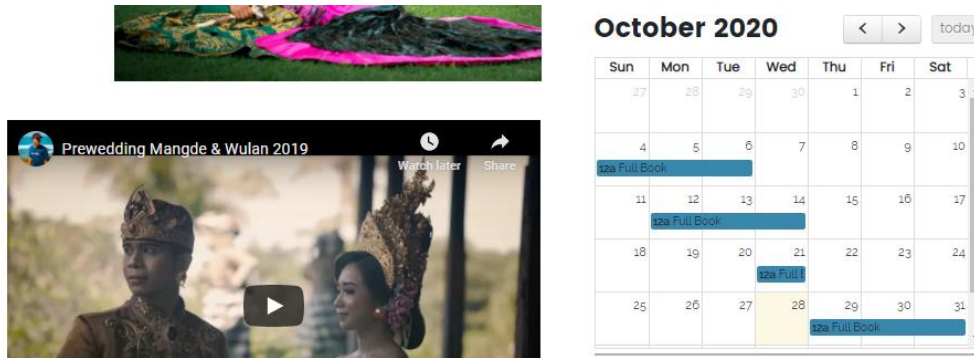 Prewedding Mangde & Wulan 2019
Watch later
Share
October 2020
< > today
Sun Mon Tue Wed Thu Fri Sat
27 28 29 30 1 2 3
4 5 6 7 8 9 10
12a Full Book
11 12 13 14 15 16 17
12a Full Book
18 19 20 21 22 23 24
12a Full
25 26 27 28 29 30 31
12a Full Book